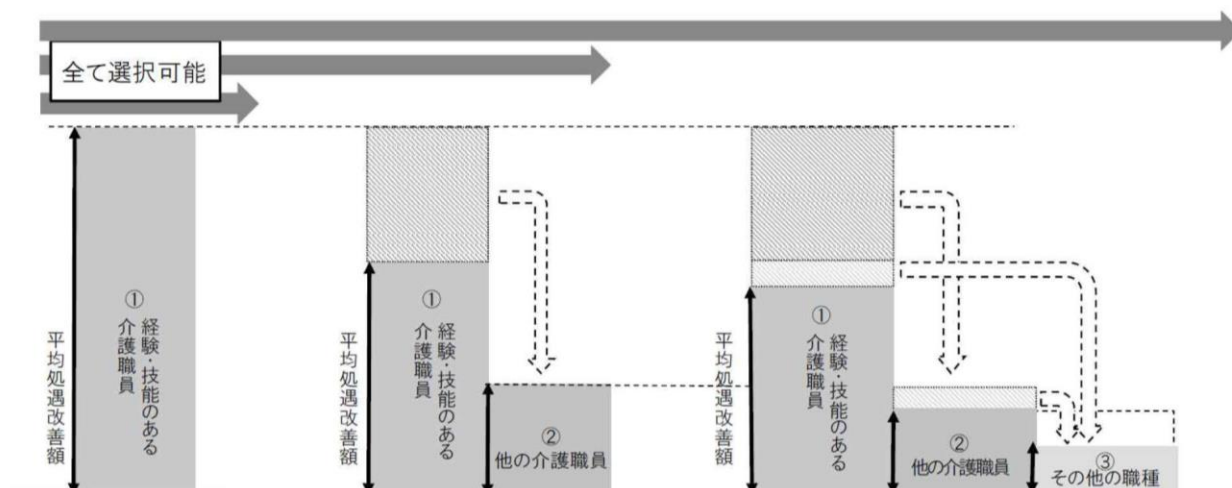 全て選択可能
平均処遇改善額
①
経験・技能のある
介護職員
平均処遇改善額
①
経験・技能のある
介護職員
②
他の介護職員
平均処遇改善額
①
経験・技能のある
介護職員
②
他の介護職員
③
その他の職種